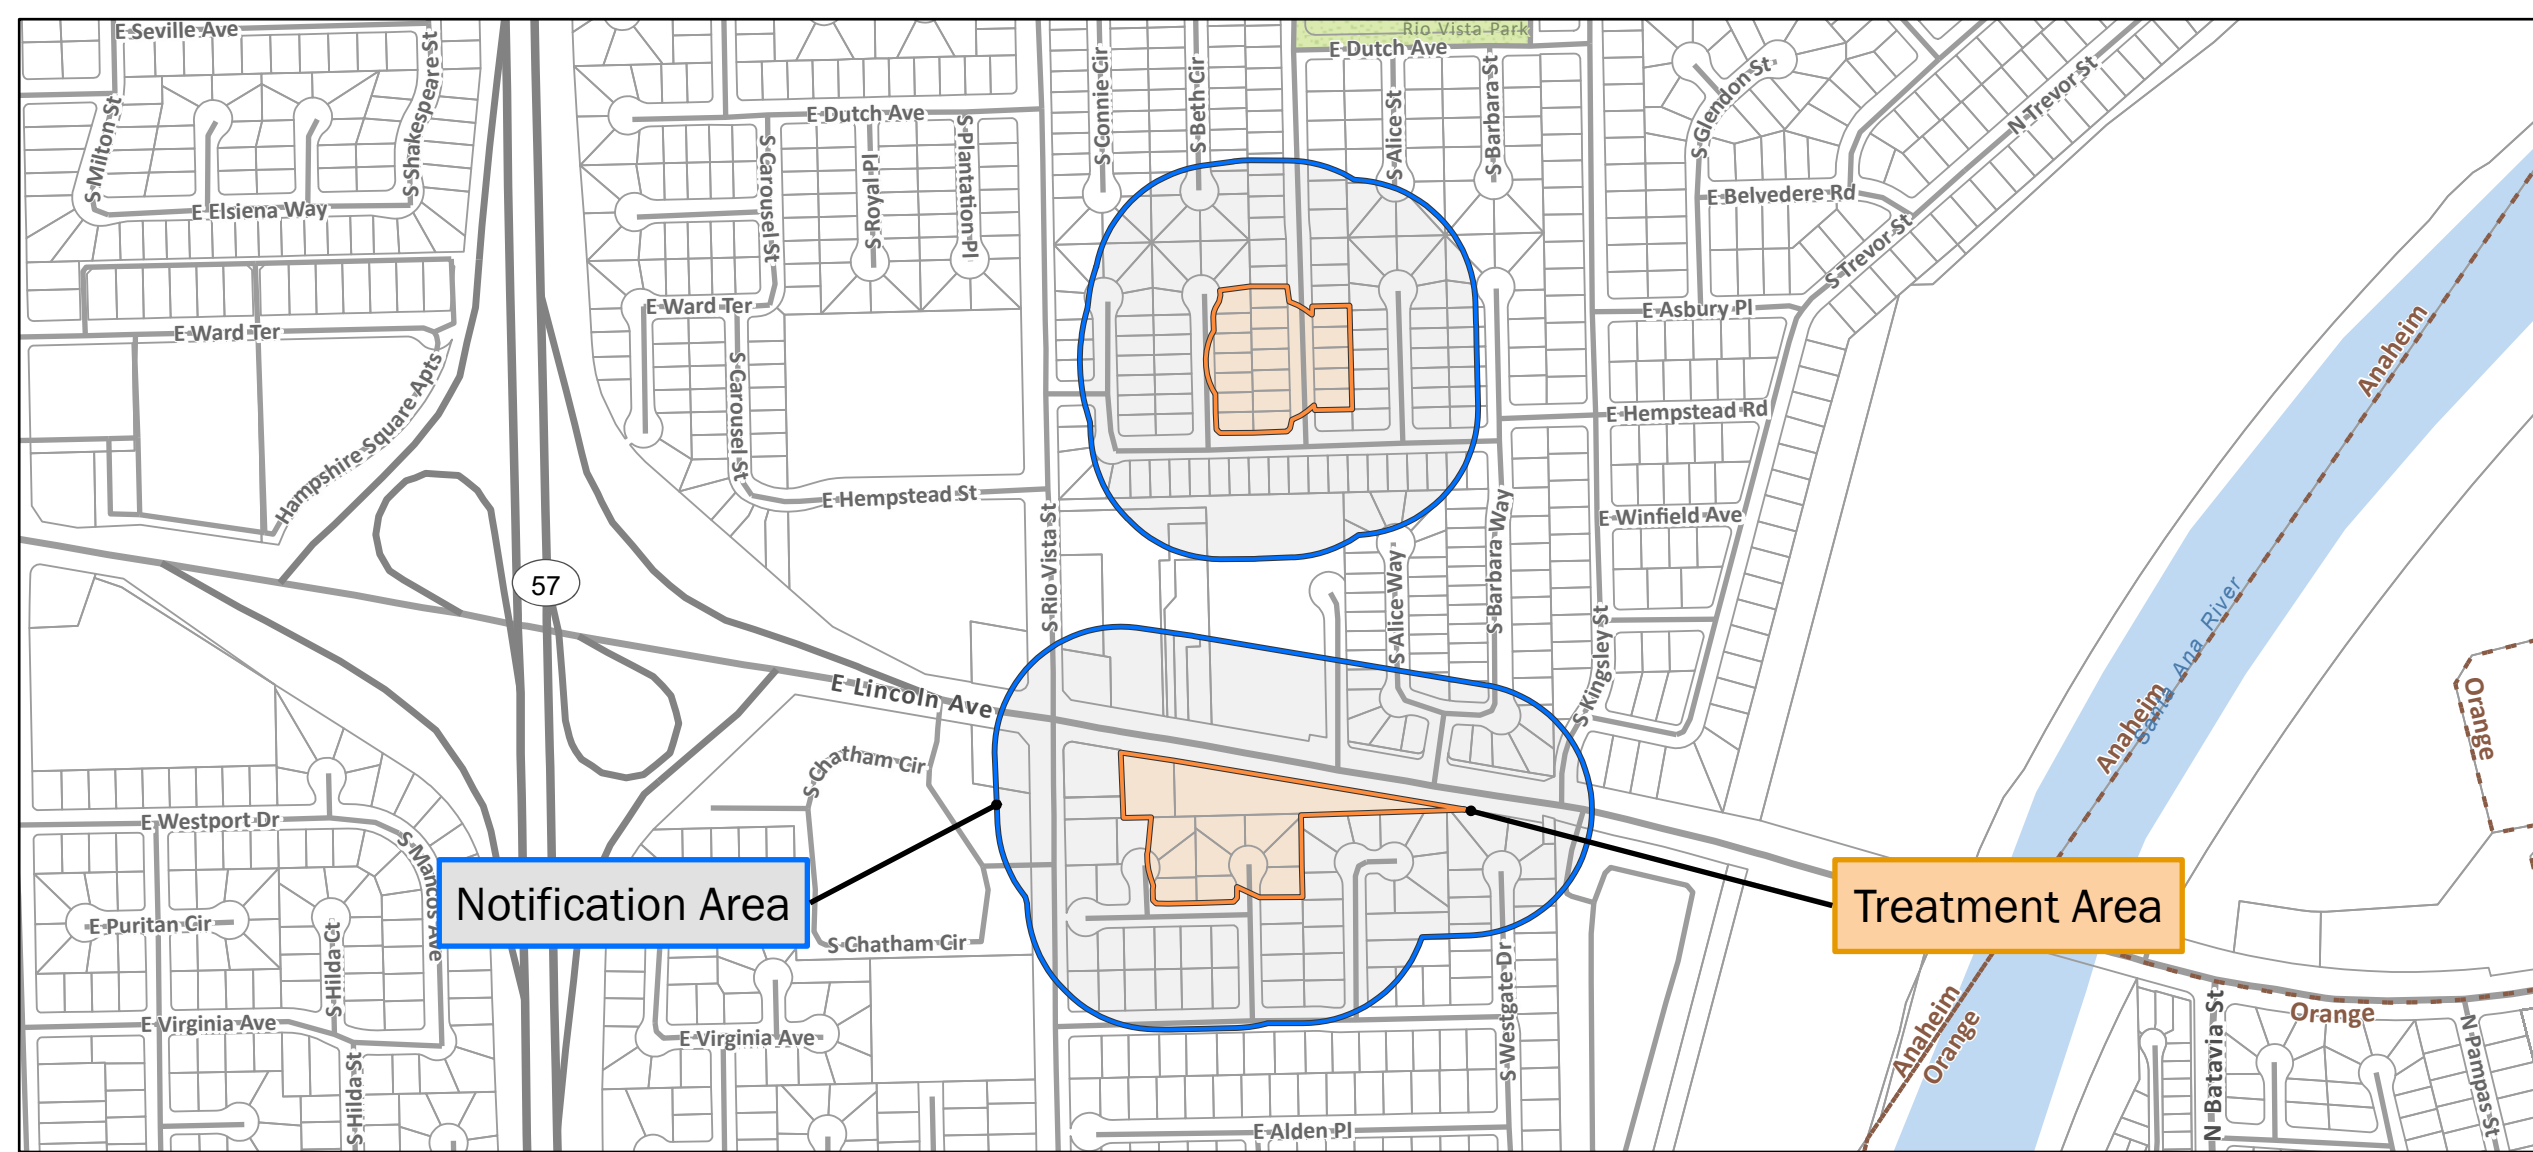 E Seville Ave
S Shakespeare St
S Milton St
E Elsiena Way
E Ward Ter
Hampshire Square Apts
57
E Dutch Ave
S Carousel St
S Royal Pl
S Plantation Pl
E Ward Ter
S Carousel St
E Hempstead St
S Rio Vista St
S Connie Cir
S Beth Cir
Rio Vista Park
E Dutch Ave
S Alice St
S Barbara St
S Glendon St
N Trevor St
E Belvedere Rd
S Trevor St
E Asbury Pl
E Hempstead Rd
E Winfield Ave
S Alice Way
S Barbara Way
S Kingsley St
E Lincoln Ave
S Chatham Cir
S Chatham Cir
E Westport Dr
S Mancos Ave
E Puritan Cir
S Hilda Ct
E Virginia Ave
S Hilda St
E Virginia Ave
Notification Area
Treatment Area
S Westgate Dr
E Alden Pl
Anaheim
Santa Ana River
Anaheim
Anaheim
Orange
Orange
Orange
N Batavia St
N Pampas St